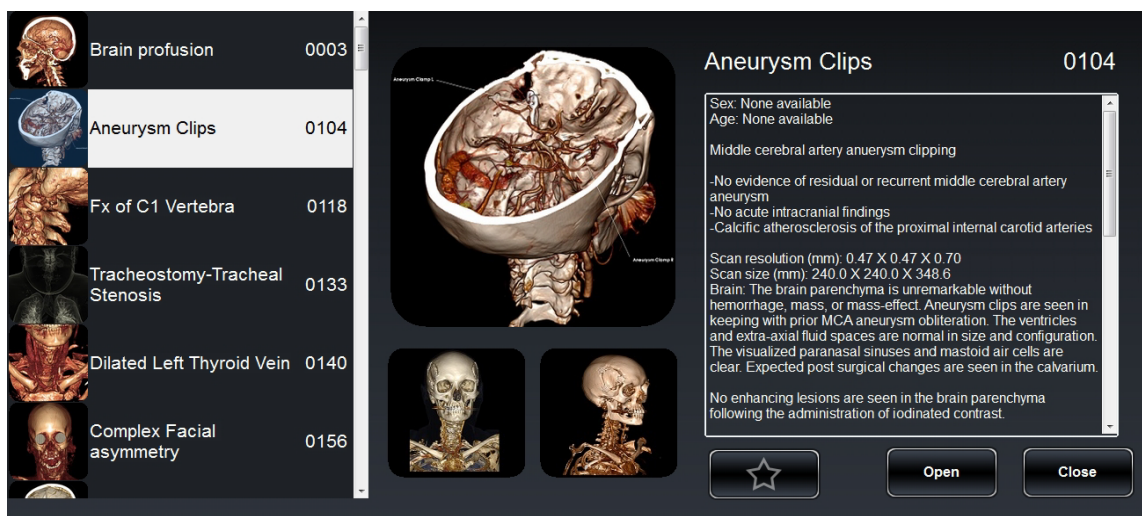 Brain profusion 0003
Aneurysm Clips 0104
Fx of C1 Vertebra 0118
Tracheostomy-Tracheal
Stenosis 0133
Dilated Left Thyroid Vein 0140
Complex Facial
asymmetry 0156
Aneurysm Clamp L
Aneurysm Clamp R
Aneurysm Clips 0104
Sex: None available
Age: None available
Middle cerebral artery anuerysm clipping
-No evidence of residual or recurrent middle cerebral artery
aneurysm
-No acute intracranial findings
-Calcific atherosclerosis of the proximal internal carotid arteries
Scan resolution (mm): 0.47 X 0.47 X 0.70
Scan size (mm): 240.0 X 240.0 X 348.6
Brain: The brain parenchyma is unremarkable without
hemorrhage, mass, or mass-effect. Aneurysm clips are seen in
keeping with prior MCA aneurysm obliteration. The ventricles
and extra-axial fluid spaces are normal in size and configuration.
The visualized paranasal sinuses and mastoid air cells are
clear. Expected post surgical changes are seen in the calvarium.
No enhancing lesions are seen in the brain parenchyma
following the administration of iodinated contrast.
Open
Close